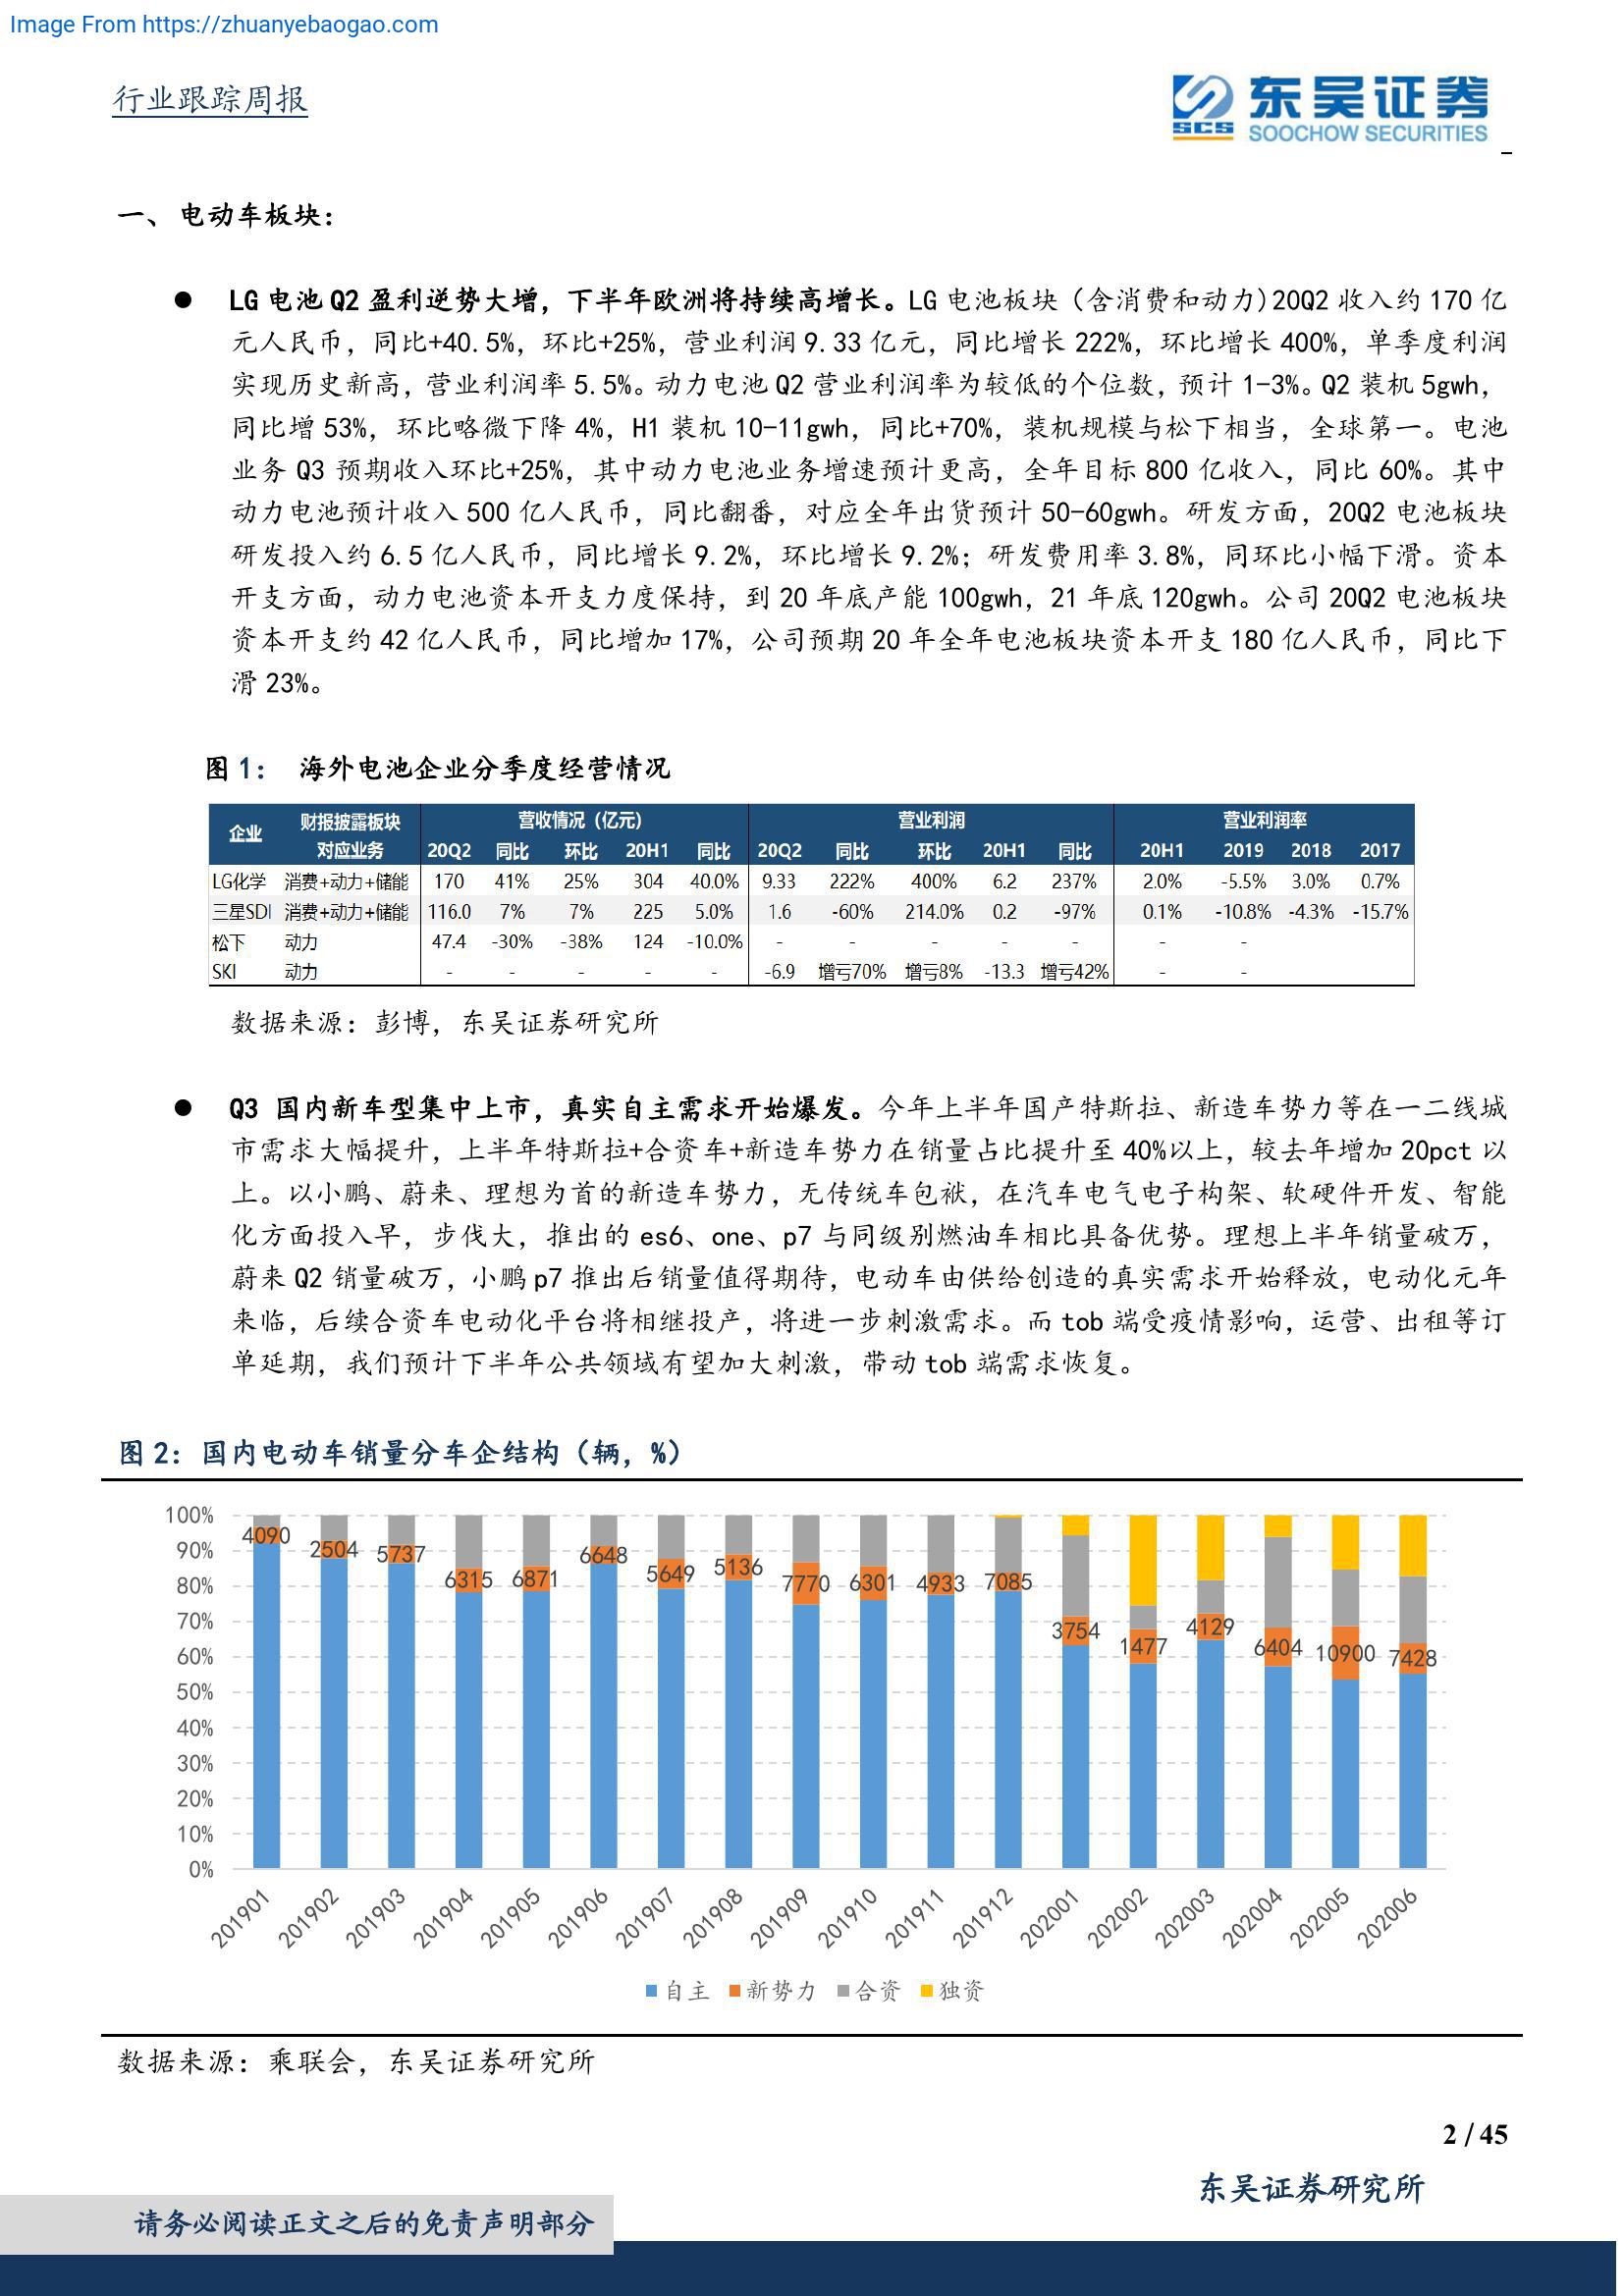 Image From https://zhuanyebaogao.com
行业跟踪周报
东吴证券
SCS SOOCHOW SECURITIES
一、 电动车板块：
● LG 电池 Q2 盈利逆势大增，下半年欧洲将持续高增长。LG 电池板块（含消费和动力)20Q2 收入约 170 亿
元人民币，同比+40.5%，环比+25%，营业利润 9.33 亿元，同比增长 222%，环比增长 400%，单季度利润
实现历史新高，营业利润率 5.5%。动力电池 Q2 营业利润率为较低的个位数，预计 1-3%。Q2 装机 5gwh，
同比增 53%，环比略微下降 4%，H1 装机 10-11gwh，同比+70%，装机规模与松下相当，全球第一。电池
业务 Q3 预期收入环比+25%，其中动力电池业务增速预计更高，全年目标 800 亿收入，同比 60%。其中
动力电池预计收入 500 亿人民币，同比翻番，对应全年出货预计 50-60gwh。研发方面，20Q2 电池板块
研发投入约 6.5 亿人民币，同比增长 9.2%，环比增长 9.2%；研发费用率 3.8%，同环比小幅下滑。资本
开支方面，动力电池资本开支力度保持，到 20 年底产能 100gwh，21 年底 120gwh。公司 20Q2 电池板块
资本开支约 42 亿人民币，同比增加 17%，公司预期 20 年全年电池板块资本开支 180 亿人民币，同比下
滑 23%。
图 1： 海外电池企业分季度经营情况
企业 财报披露板块对应业务 营收情况（亿元） 营业利润 营业利润率
20Q2 同比 环比 20H1 同比 20Q2 同比 环比 20H1 同比 20H1 2019 2018 2017
LG化学 消费+动力+储能 170 41% 25% 304 40.0% 9.33 222% 400% 6.2 237% 2.0% -5.5% 3.0% 0.7%
三星SDI 消费+动力+储能 116.0 7% 7% 225 5.0% 1.6 -60% 214.0% 0.2 -97% 0.1% -10.8% -4.3% -15.7%
松下 动力 47.4 -30% -38% 124 -10.0% - - - - - - -
SKI 动力 - - - - - -6.9 增亏70% 增亏8% -13.3 增亏42% - -
数据来源：彭博，东吴证券研究所
● Q3 国内新车型集中上市，真实自主需求开始爆发。今年上半年国产特斯拉、新造车势力等在一二线城
市需求大幅提升，上半年特斯拉+合资车+新造车势力在销量占比提升至 40%以上，较去年增加 20pct 以
上。以小鹏、蔚来、理想为首的新造车势力，无传统车包袱，在汽车电气电子构架、软硬件开发、智能
化方面投入早，步伐大，推出的 es6、one、p7 与同级别燃油车相比具备优势。理想上半年销量破万，
蔚来 Q2 销量破万，小鹏 p7 推出后销量值得期待，电动车由供给创造的真实需求开始释放，电动化元年
来临，后续合资车电动化平台将相继投产，将进一步刺激需求。而 tob 端受疫情影响，运营、出租等订
单延期，我们预计下半年公共领域有望加大刺激，带动 tob 端需求恢复。
图 2：国内电动车销量分车企结构（辆，%）
100%
90%
80%
70%
60%
50%
40%
30%
20%
10%
0%
4090 2504 5737 6315 6871 6648 5649 5136 7770 6301 4933 7085 3754 1477 4129 6404 10900 7428
201901 201902 201903 201904 201905 201906 201907 201908 201909 201910 201911 201912 202001 202002 202003 202004 202005 202006
自主 新势力 合资 独资
数据来源：乘联会，东吴证券研究所
2 / 45
东吴证券研究所
请务必阅读正文之后的免责声明部分